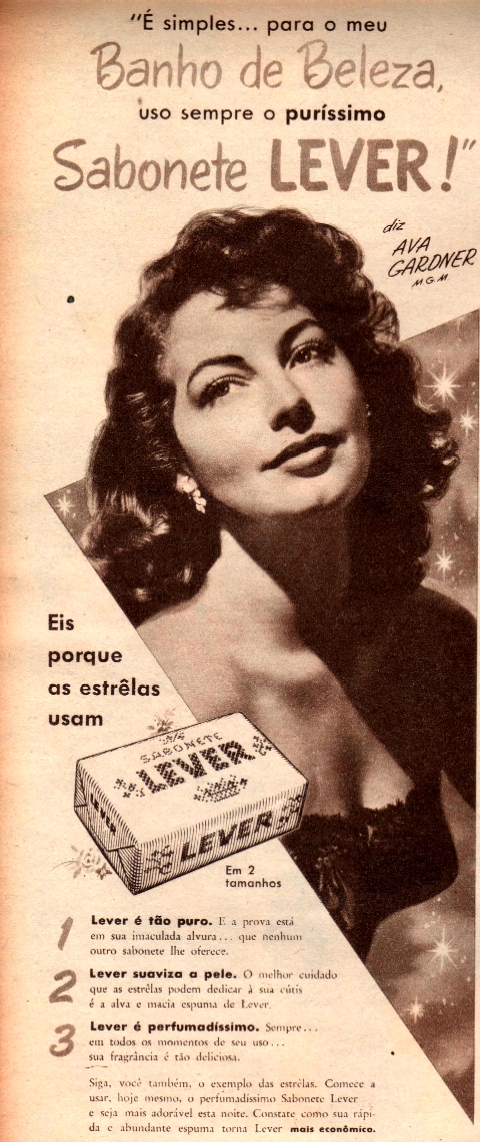 "É simples... para o meu
Banho de Beleza,
uso sempre o puríssimo
Sabonete LEVER!"
diz
AVA
GARDNER
M.G.M
Eis
porque
as estrêlas
usam
SABONETE
LEVER
LEVER
LEVER
Em 2
tamanhos
1 Lever é tão puro. E a prova está
em sua imaculada alvura... que nenhum
outro sabonete lhe oferece.
2 Lever suaviza a pele. O melhor cuidado
que as estrêlas podem dedicar à sua cútis
é a alva e macia espuma de Lever.
3 Lever é perfumadíssimo. Sempre...
em todos os momentos de seu uso...
sua fragrância é tão deliciosa.
Siga, você também, o exemplo das estrêlas. Comece a
usar, hoje mesmo, o perfumadíssimo Sabonete Lever
e seja mais adorável esta noite. Constate como sua rápi-
da e abundante espuma torna Lever mais econômico.